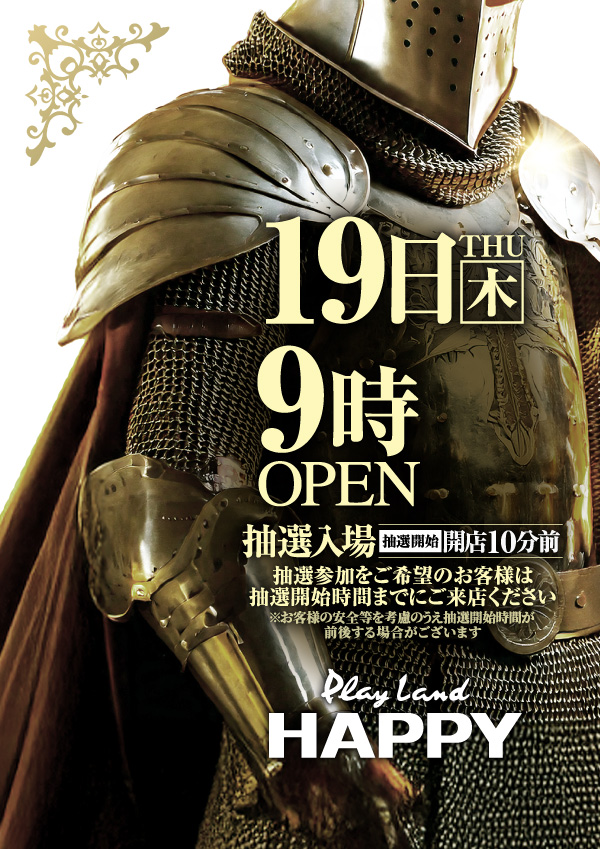 19日 THU 木
9時
OPEN
抽選入場 抽選開始 開店10分前
抽選参加をご希望のお客様は
抽選開始時間までにご来店ください
※お客様の安全等を考慮のうえ抽選開始時間が
前後する場合がございます
Play Land
HAPPY